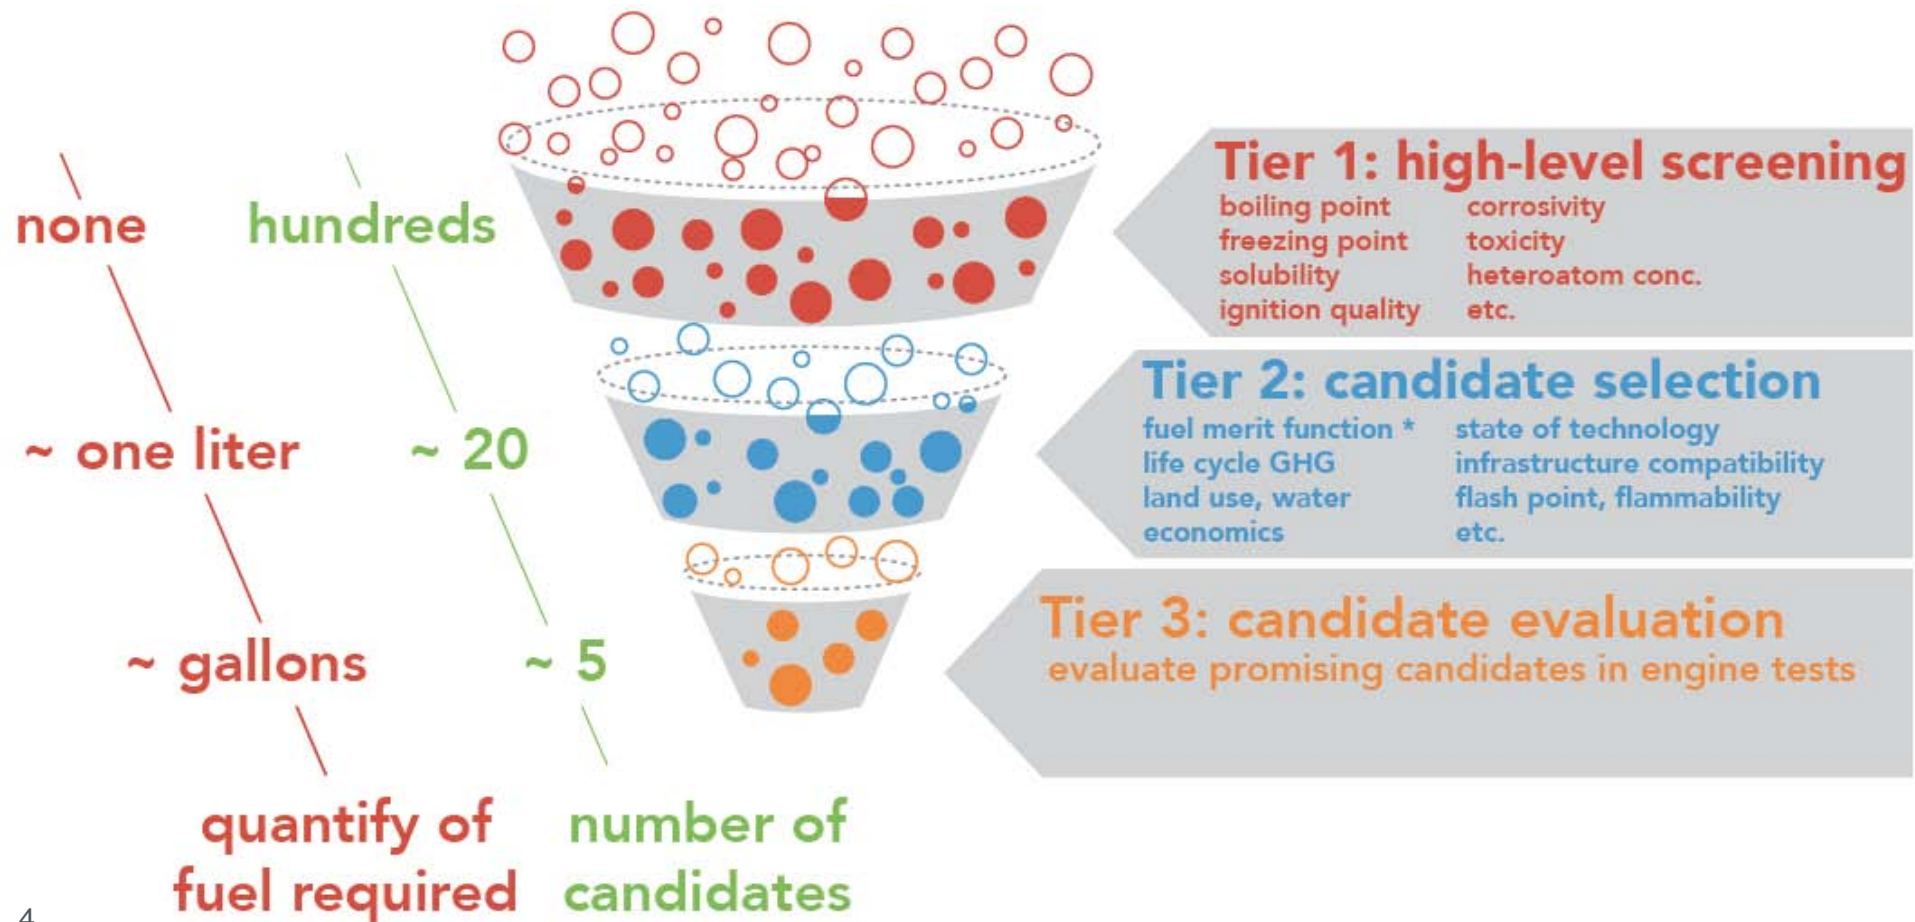 none
hundreds
~ one liter
~ 20
~ gallons
~ 5
quantify of
fuel required
number of
candidates
Tier 1: high-level screening
boiling point
freezing point
solubility
ignition quality
corrosivity
toxicity
heteroatom conc.
etc.
Tier 2: candidate selection
fuel merit function *
life cycle GHG
land use, water
economics
state of technology
infrastructure compatibility
flash point, flammability
etc.
Tier 3: candidate evaluation
evaluate promising candidates in engine tests
4